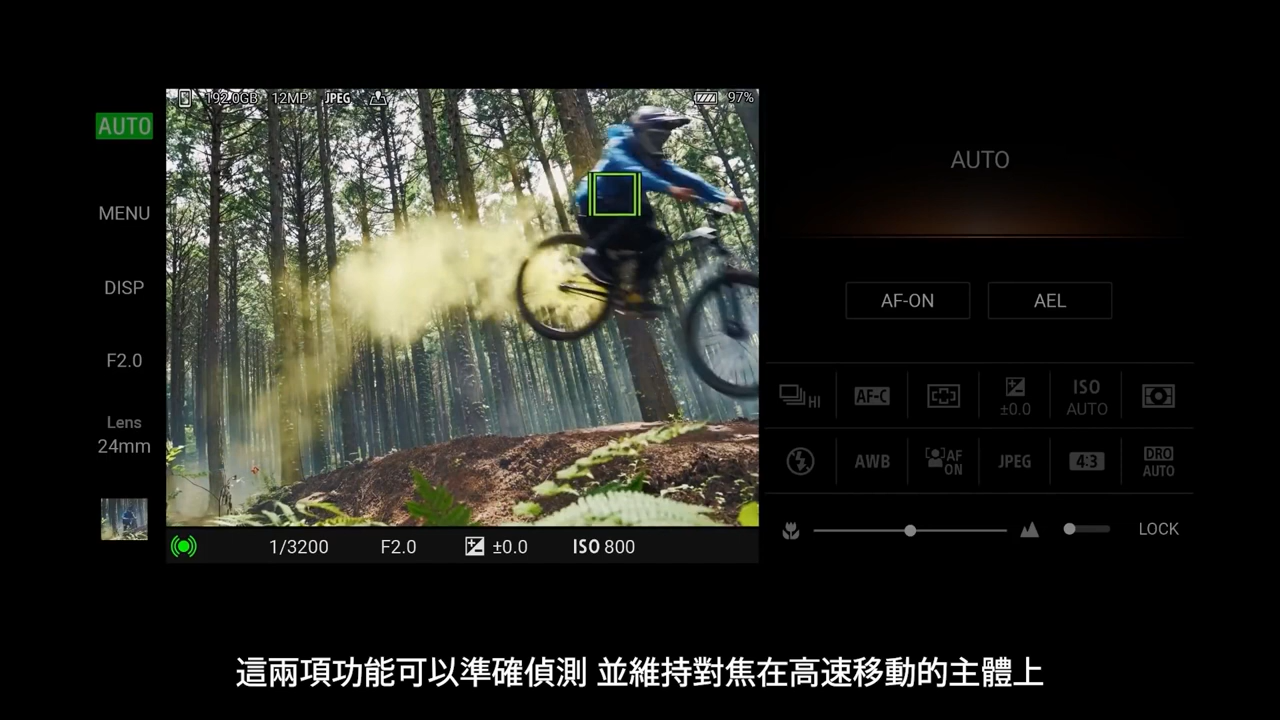 192.0GB 12MP JPEG 97%
AUTO
MENU
DISP
F2.0
Lens
24mm
1/3200 F2.0 ±0.0 ISO 800
AUTO
AF-ON AEL
HI AF-C ±0.0 ISO AUTO
AWB AF ON JPEG 4:3 DRO AUTO
LOCK
這兩項功能可以準確偵測 並維持對焦在高速移動的主體上